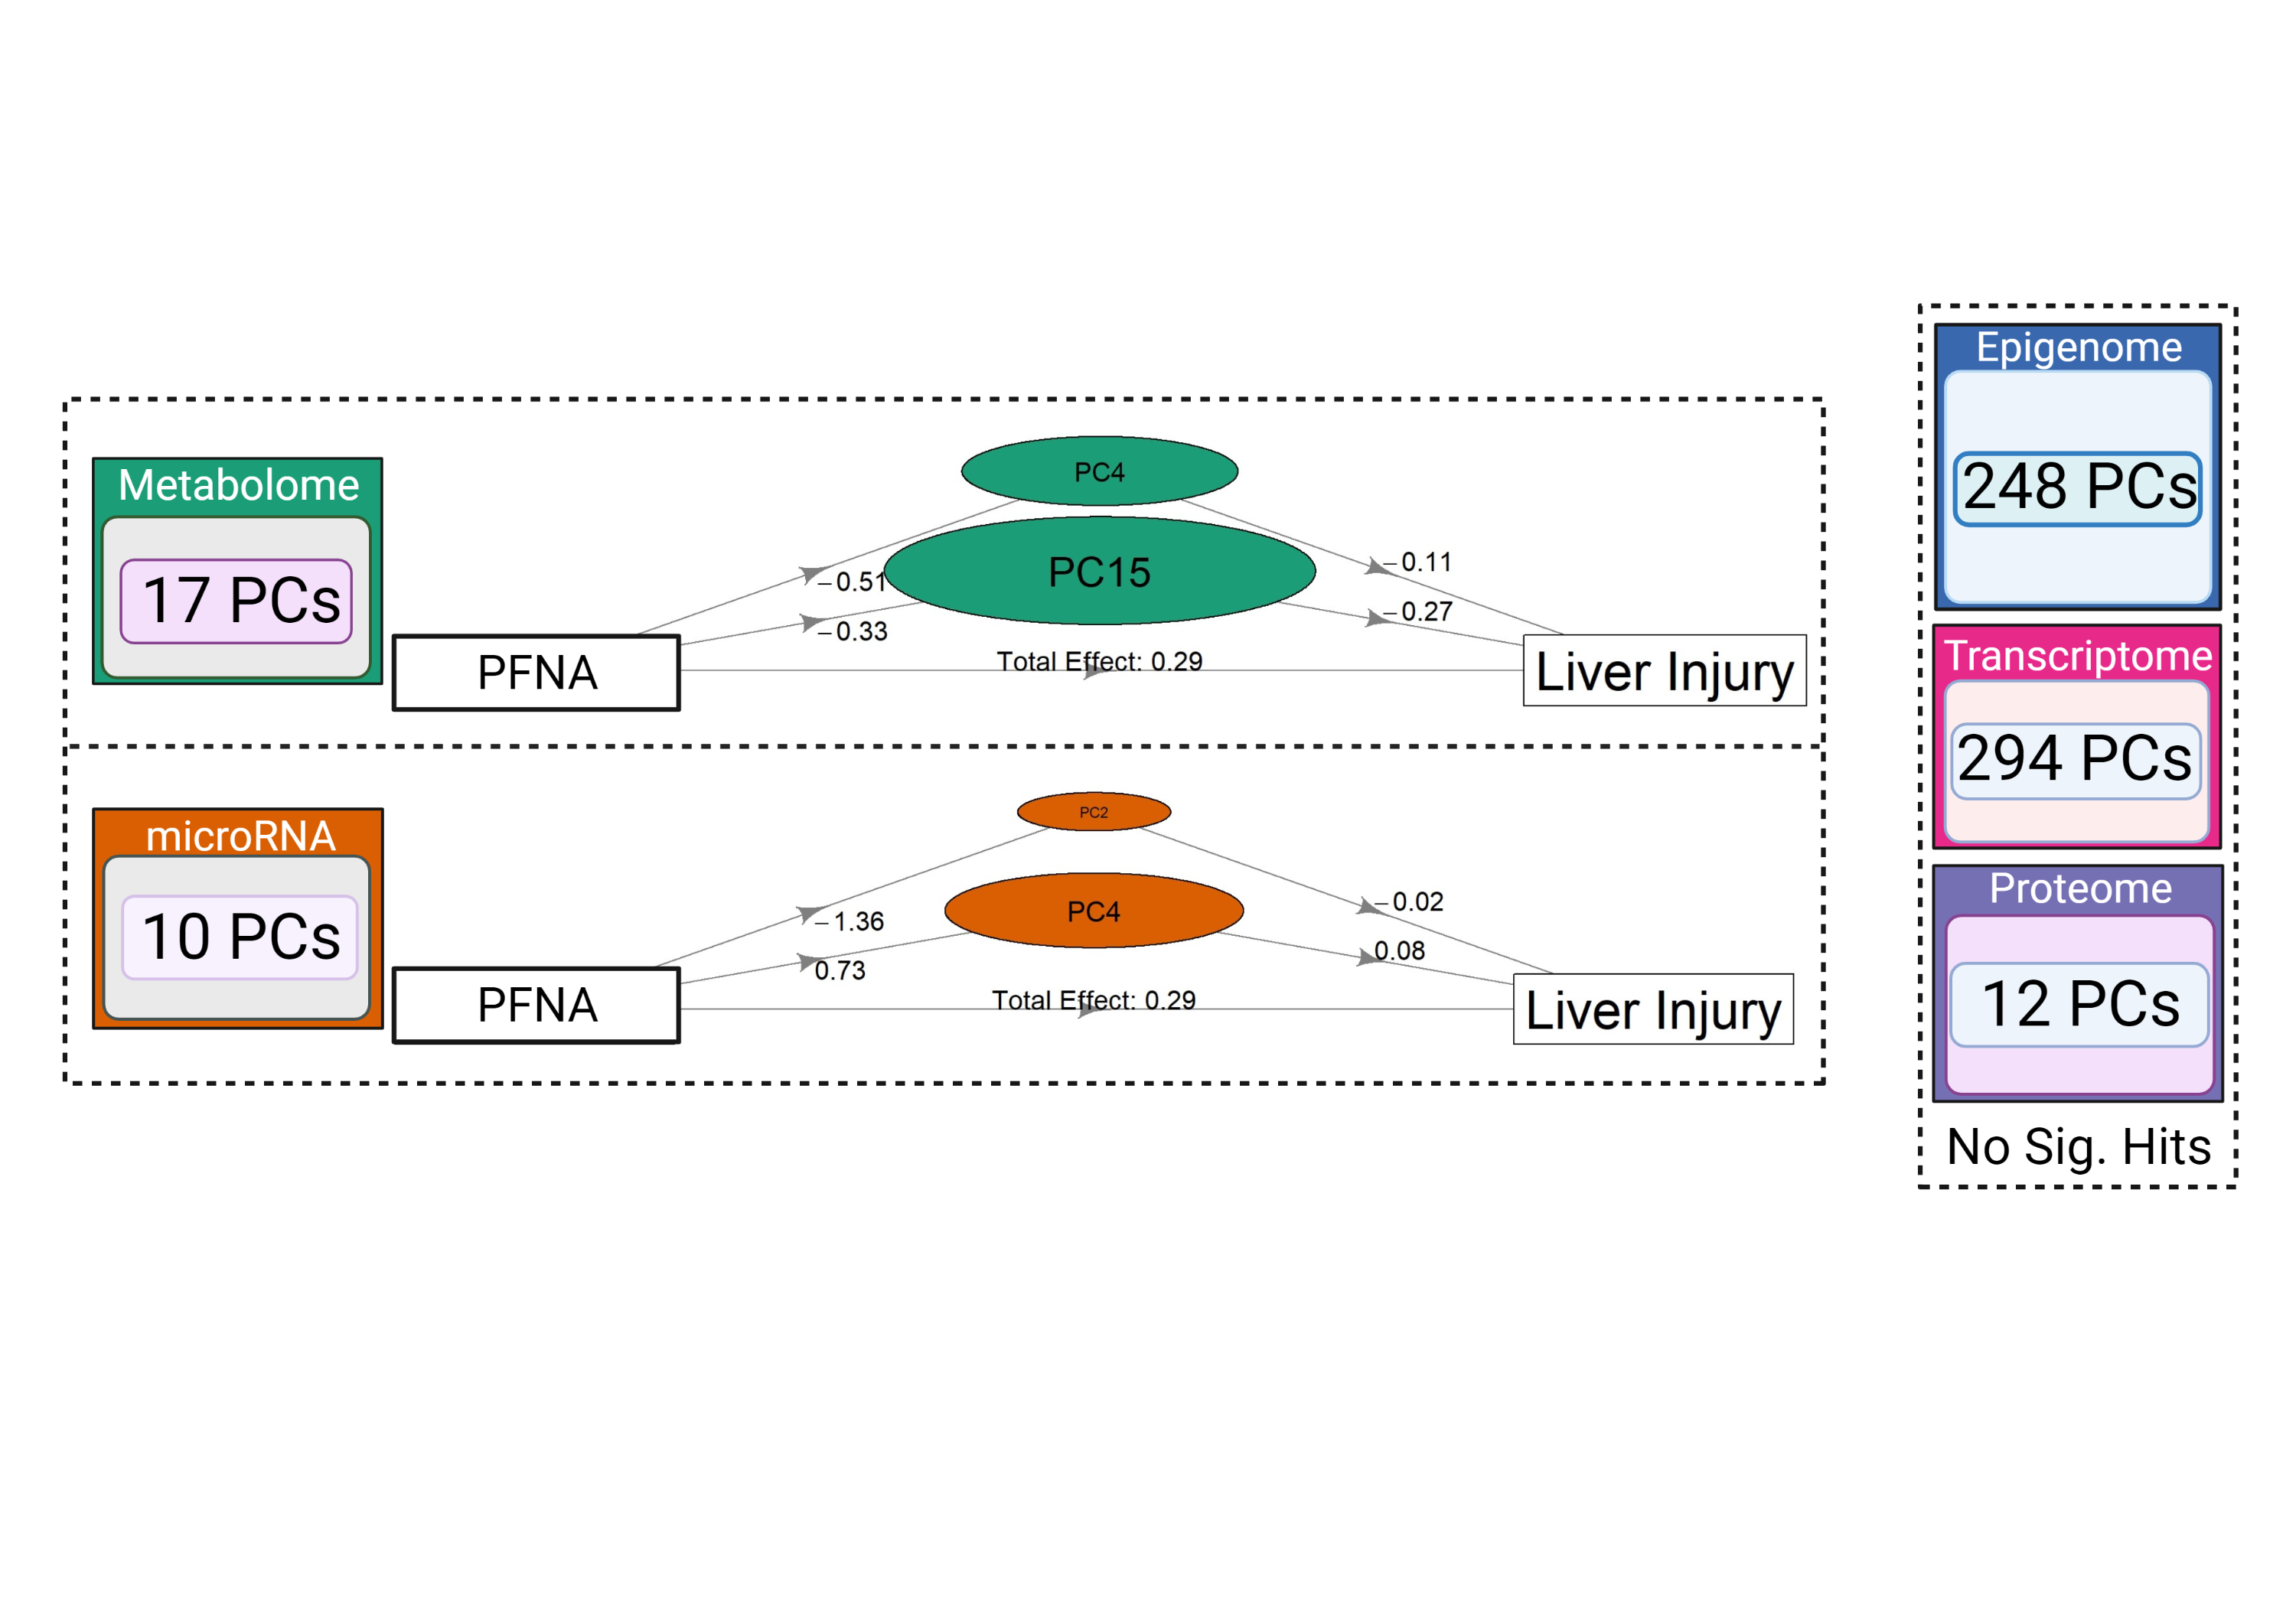 Metabolome
17 PCs
PC4
PC15
−0.51
−0.33
−0.11
−0.27
Total Effect: 0.29
PFNA
Liver Injury
microRNA
10 PCs
PC2
PC4
−1.36
0.73
−0.02
0.08
Total Effect: 0.29
PFNA
Liver Injury
Epigenome
248 PCs
Transcriptome
294 PCs
Proteome
12 PCs
No Sig. Hits